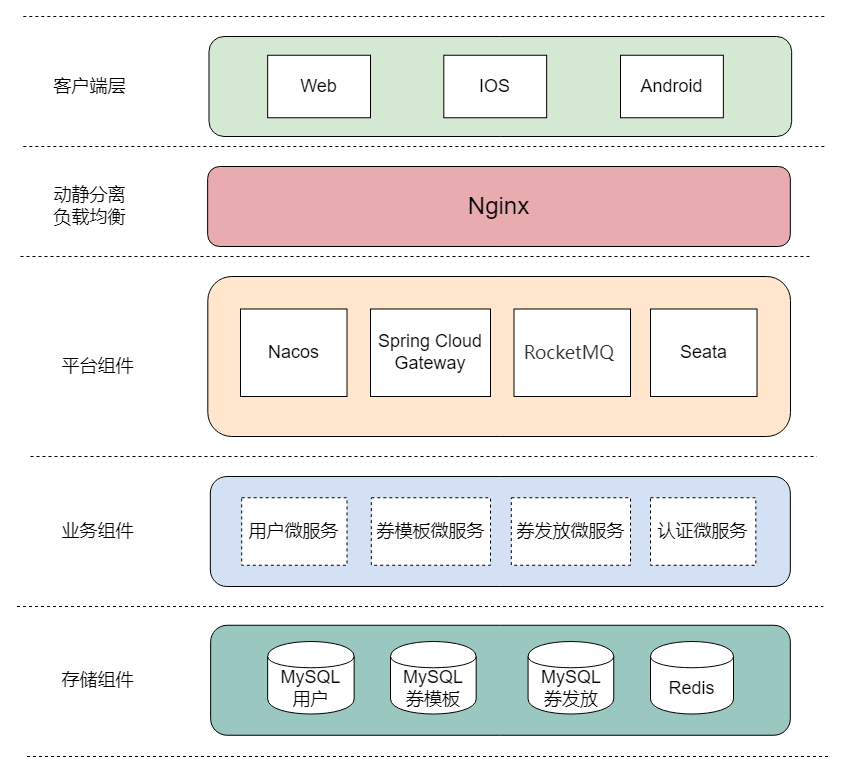 客户端层
Web
IOS
Android
动静分离
负载均衡
Nginx
平台组件
Nacos
Spring Cloud
Gateway
RocketMQ
Seata
业务组件
用户微服务
券模板微服务
券发放微服务
认证微服务
存储组件
MySQL
用户
MySQL
券模板
MySQL
券发放
Redis